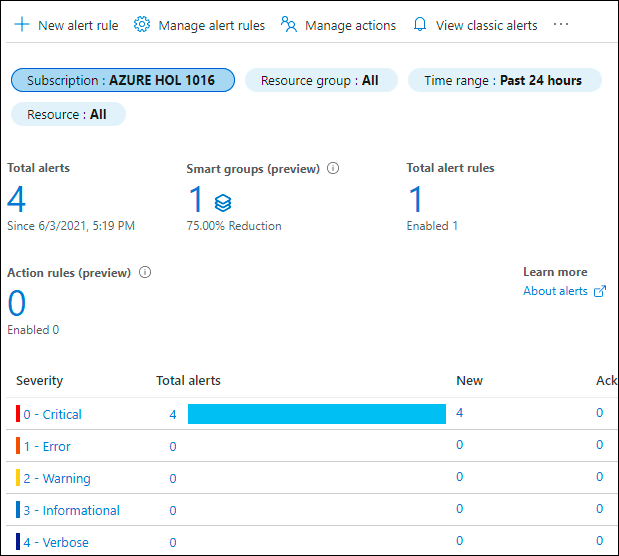 New alert rule Manage alert rules Manage actions View classic alerts ...
Subscription : AZURE HOL 1016 Resource group : All Time range : Past 24 hours
Resource : All
Total alerts Smart groups (preview) Total alert rules
4 1 1
Since 6/3/2021, 5:19 PM 75.00% Reduction Enabled 1
Action rules (preview) Learn more
0 About alerts
Enabled 0
Severity Total alerts New Ack
0 - Critical 4 4 0
1 - Error 0 0 0
2 - Warning 0 0 0
3 - Informational 0 0 0
4 - Verbose 0 0 0